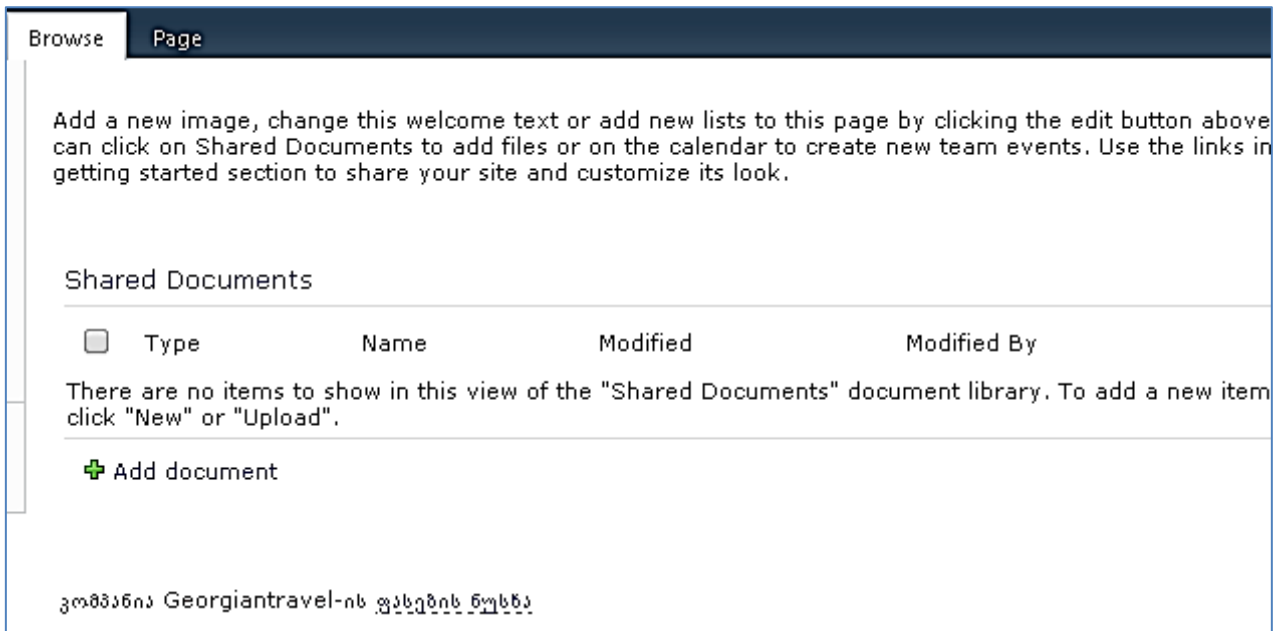 Browse Page
Add a new image, change this welcome text or add new lists to this page by clicking the edit button above
can click on Shared Documents to add files or on the calendar to create new team events. Use the links in
getting started section to share your site and customize its look.
Shared Documents
Type Name Modified Modified By
There are no items to show in this view of the "Shared Documents" document library. To add a new item
click "New" or "Upload".
Add document
კომპანია Georgiantravel-ის ფასების ნუსხა